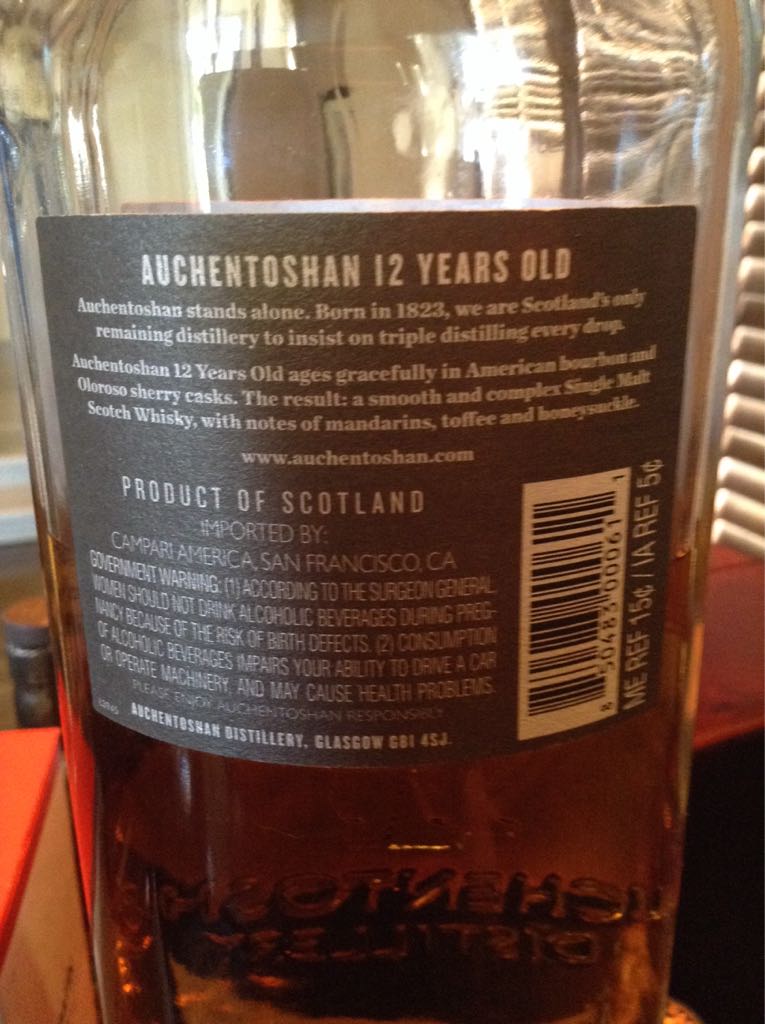 AUCHENTOSHAN 12 YEARS OLD
Auchentoshan stands alone. Born in 1823, we are Scotland's only
remaining distillery to insist on triple distilling every drop.
Auchentoshan 12 Years Old ages gracefully in American bourbon and
Oloroso sherry casks. The result: a smooth and complex Single Malt
Scotch Whisky, with notes of mandarins, toffee and honeysuckle.
www.auchentoshan.com
PRODUCT OF SCOTLAND
IMPORTED BY:
CAMPARI AMERICA, SAN FRANCISCO, CA
GOVERNMENT WARNING: (1) ACCORDING TO THE SURGEON GENERAL,
WOMEN SHOULD NOT DRINK ALCOHOLIC BEVERAGES DURING PREG-
NANCY BECAUSE OF THE RISK OF BIRTH DEFECTS. (2) CONSUMPTION
OF ALCOHOLIC BEVERAGES IMPAIRS YOUR ABILITY TO DRIVE A CAR
OR OPERATE MACHINERY, AND MAY CAUSE HEALTH PROBLEMS.
PLEASE ENJOY AUCHENTOSHAN RESPONSIBLY
AUCHENTOSHAN DISTILLERY, GLASGOW G81 4SJ.
8 50483 00061 1
ME REF 15¢ / IA REF 5¢